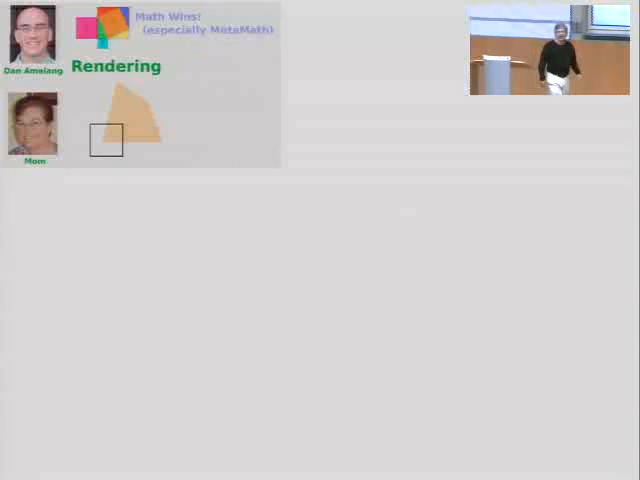 Math Wins!
(especially MetaMath)
Dan Amelang
Rendering
Mom